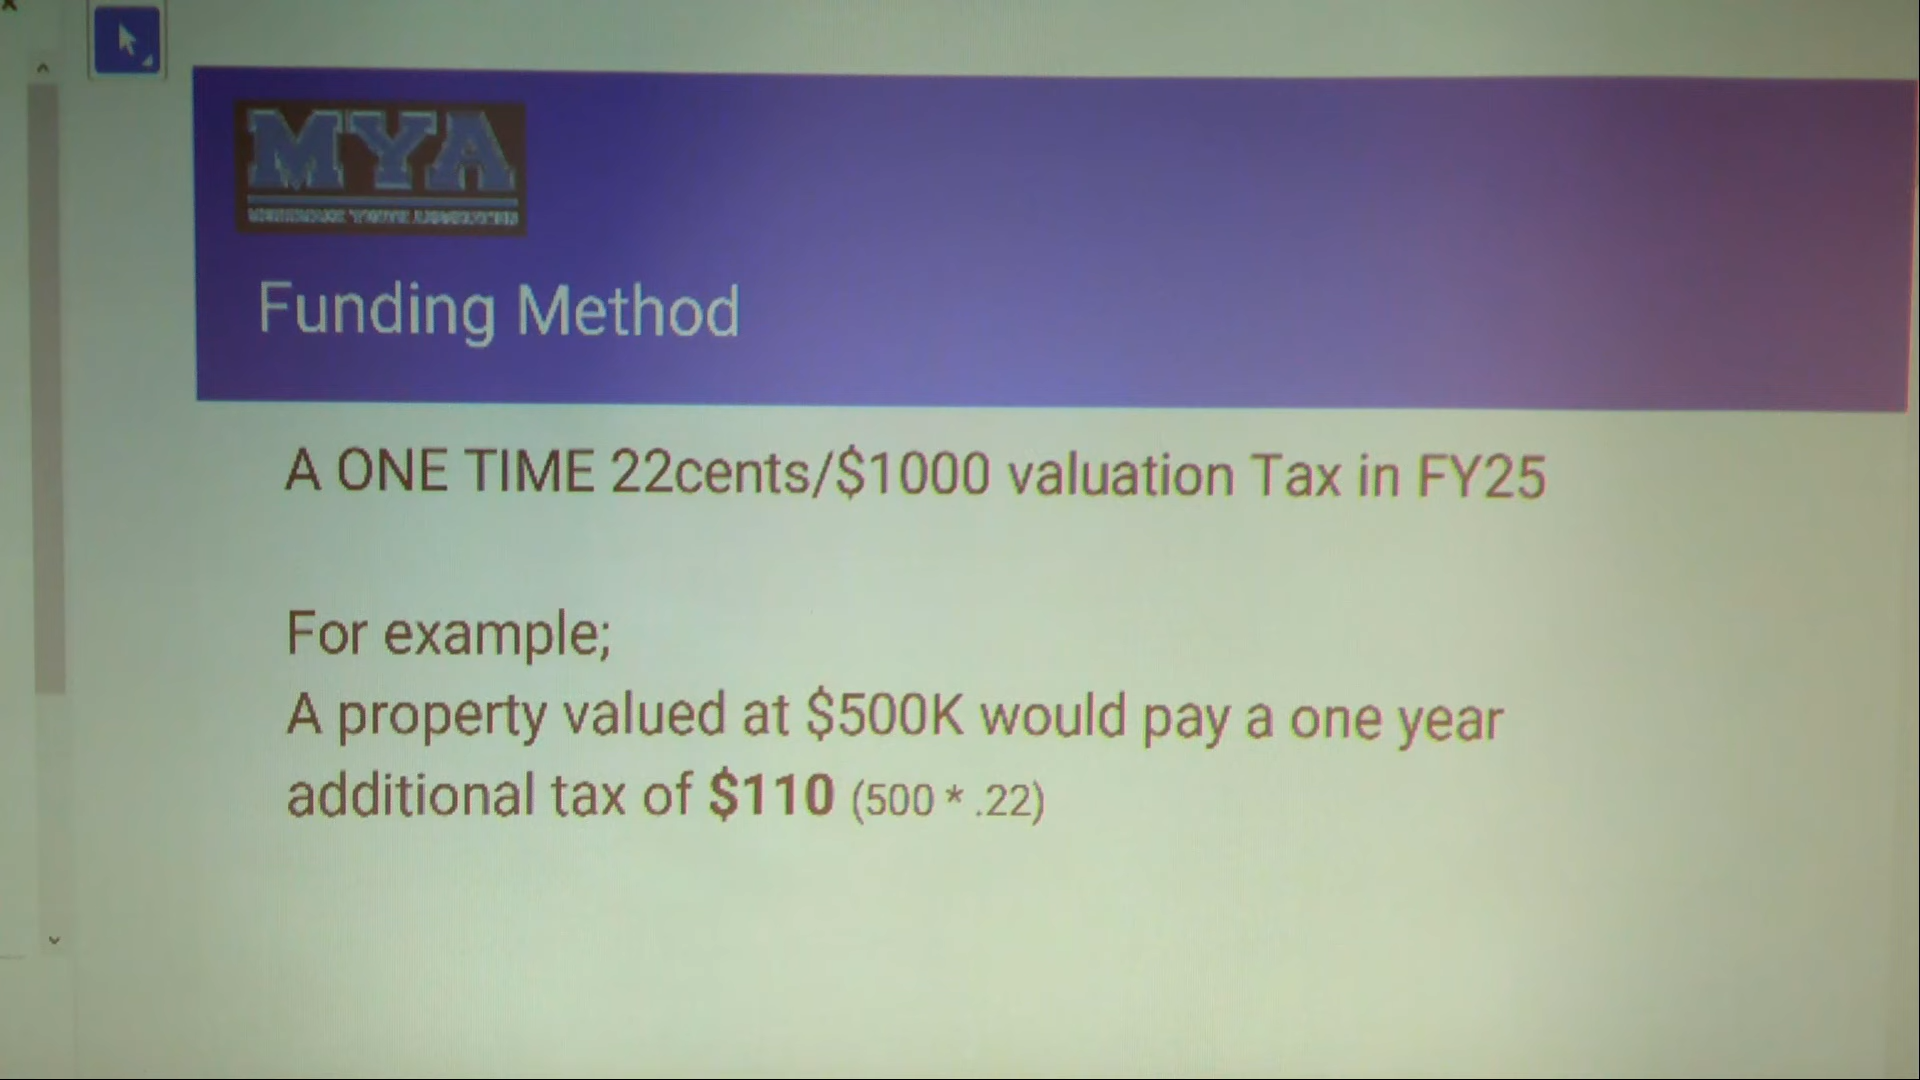 MYA
Funding Method
A ONE TIME 22cents/$1000 valuation Tax in FY25
For example;
A property valued at $500K would pay a one year
additional tax of $110 (500 * .22)